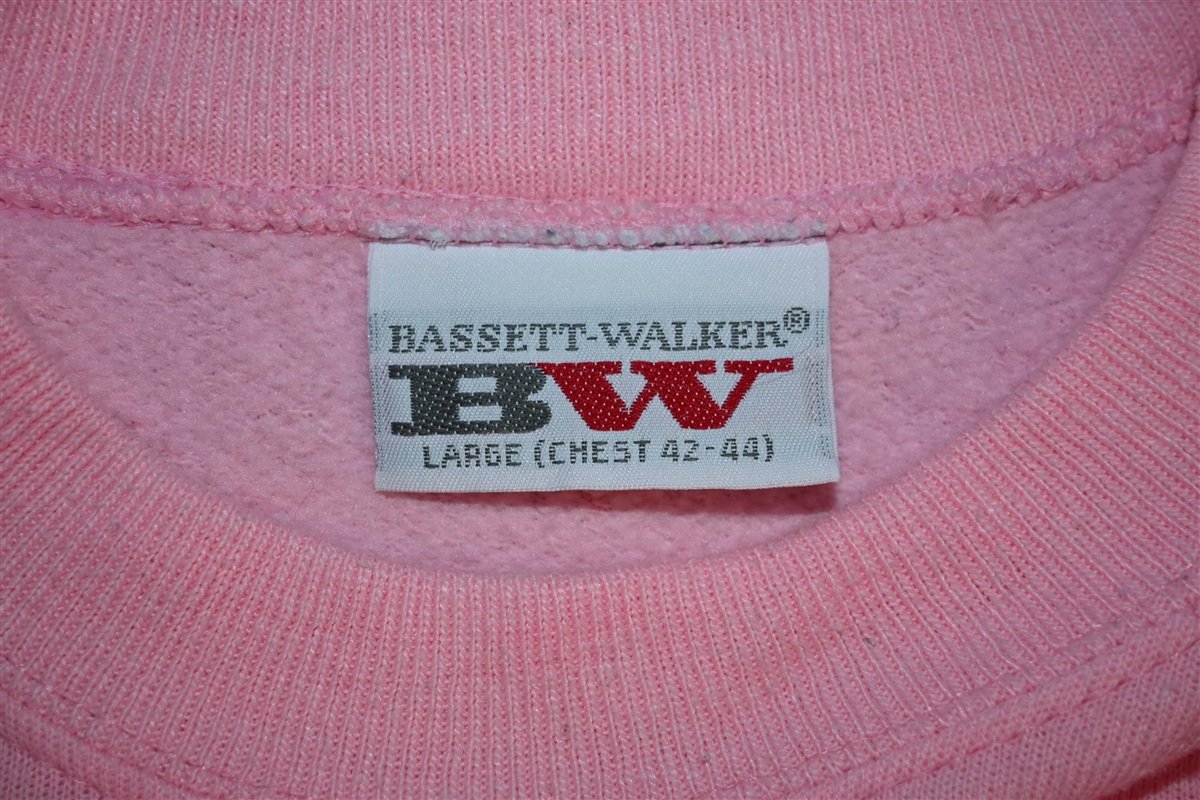 BASSETT-WALKER®
BW
LARGE (CHEST 42-44)